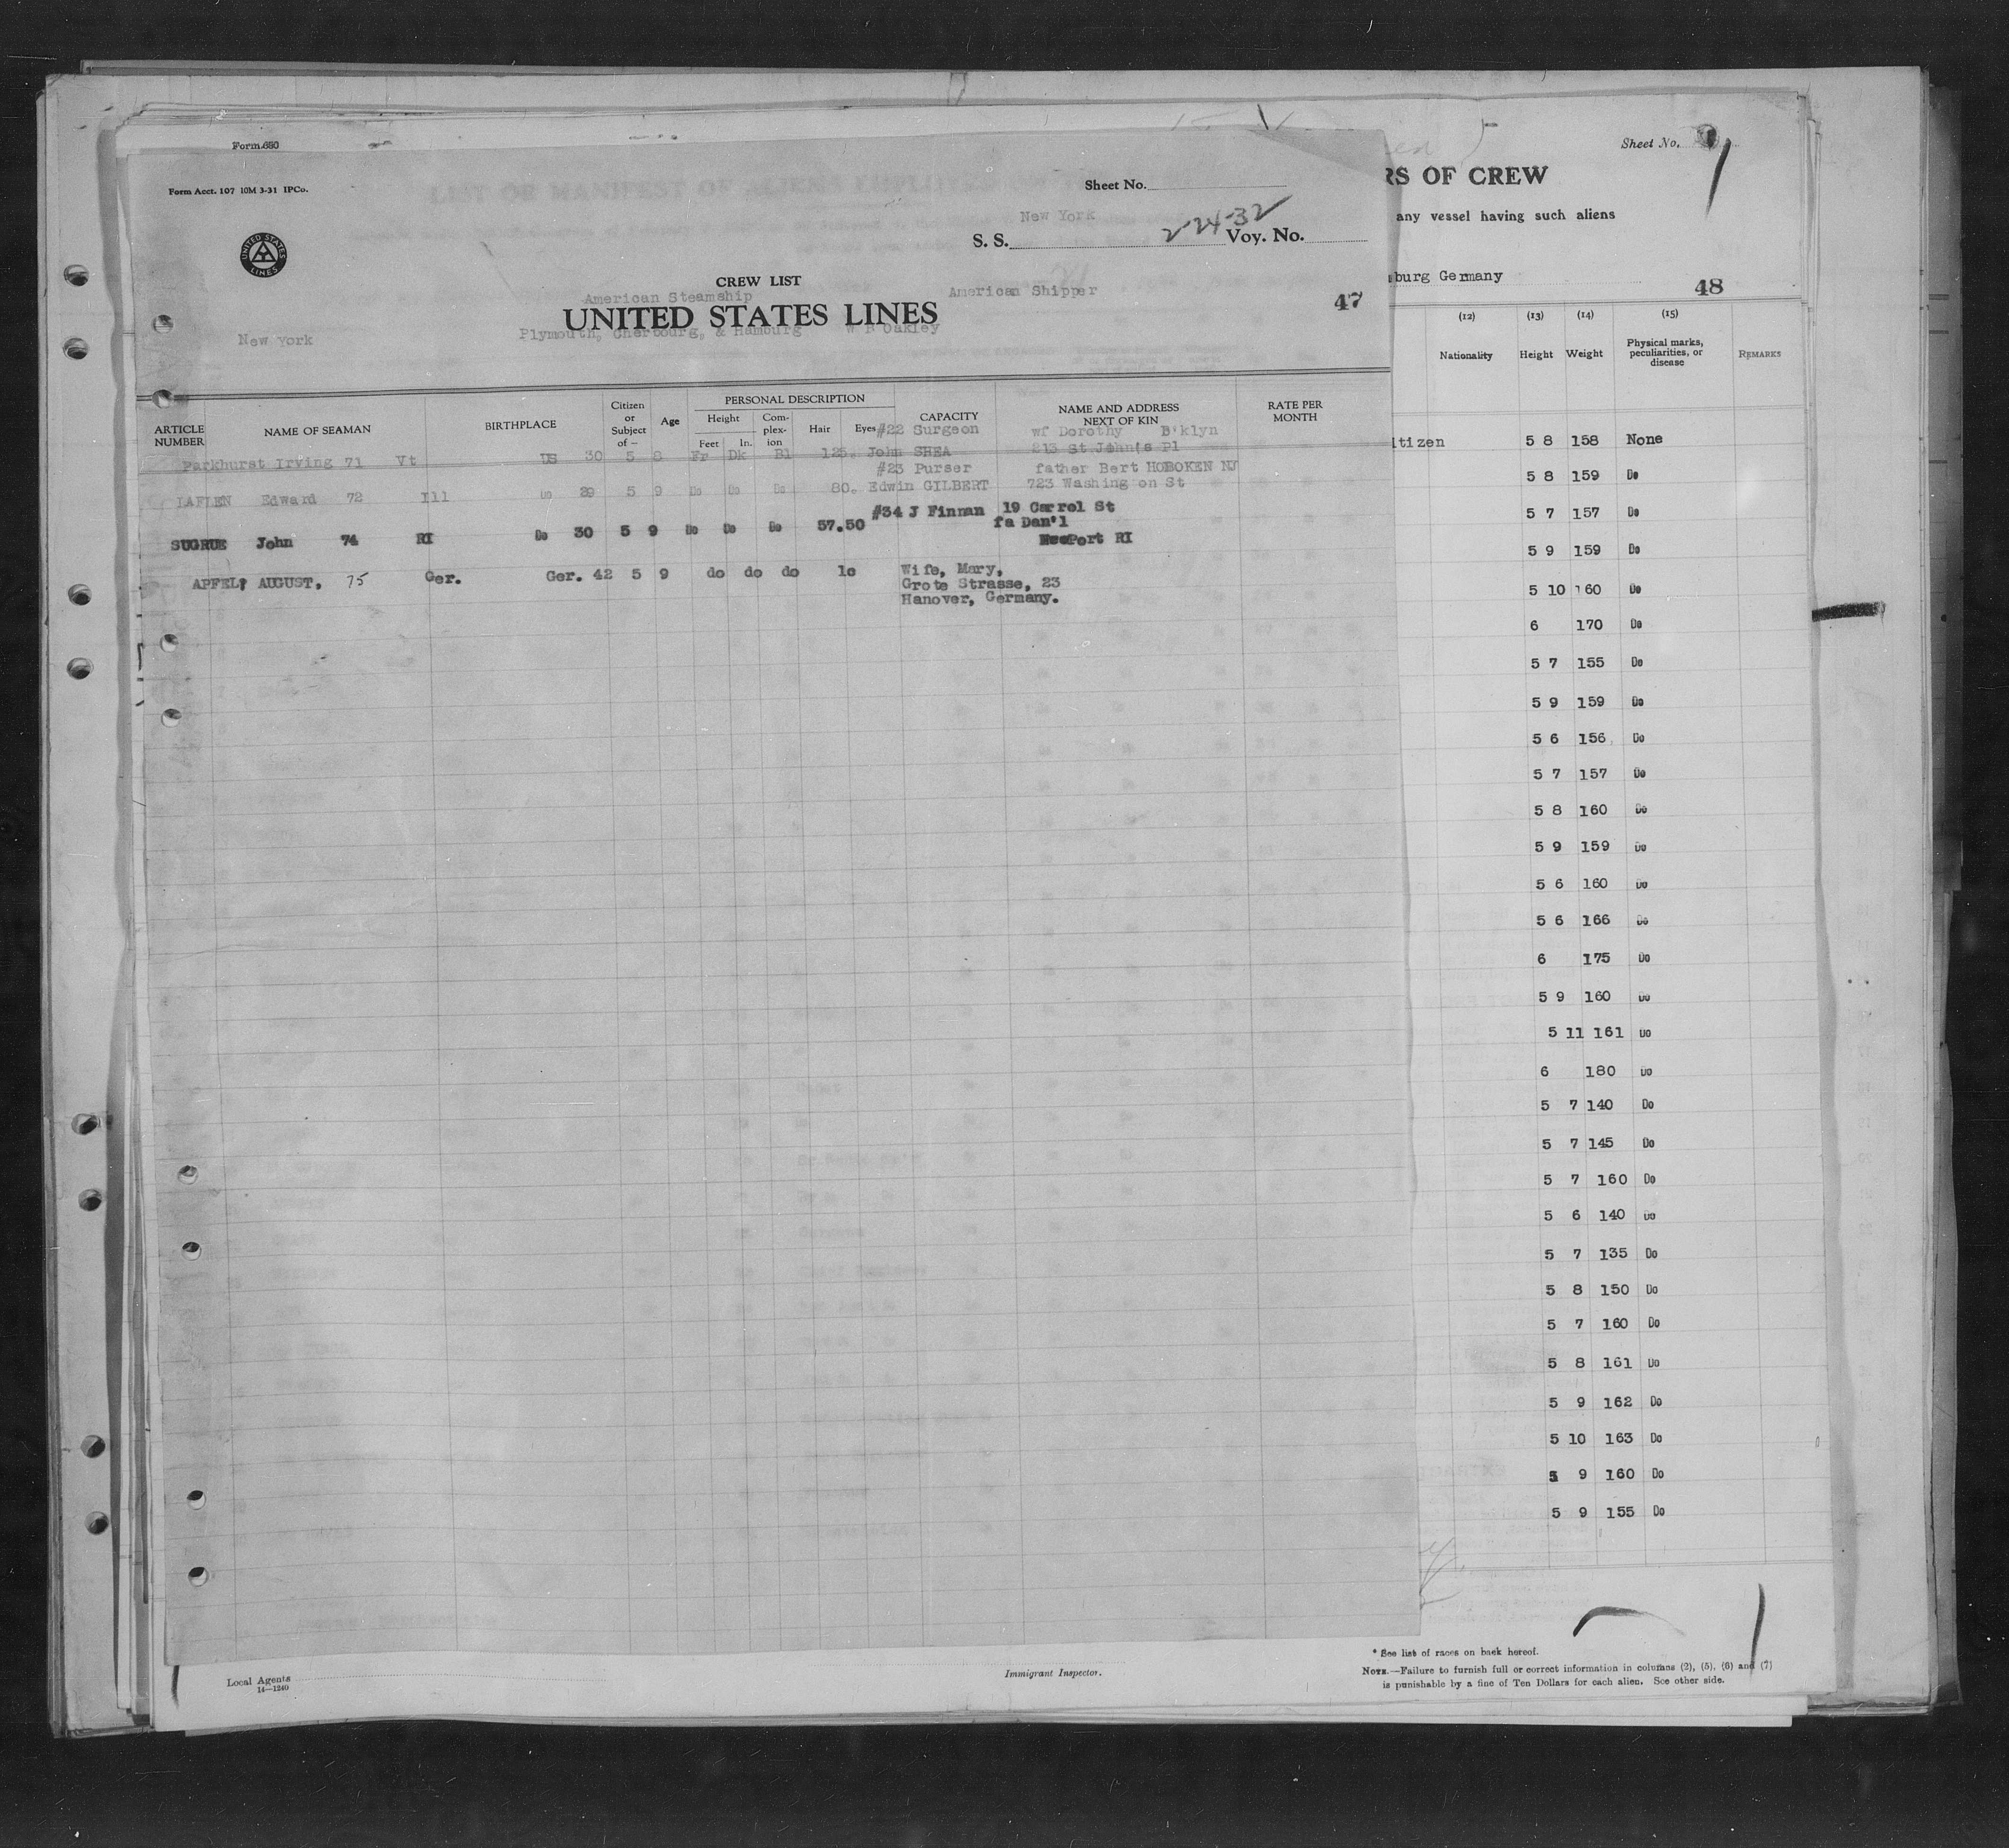 Form 680
Form Acct. 107 10M 3-31 IPCo.
UNITED STATES LINES
Sheet No.
New York
S. S. 2-24-32 Voy. No.
CREW LIST
American Steamship American Shipper
UNITED STATES LINES
47
New York Plymouth, Cherbourg, & Hamburg W B Oakley
ARTICLE NUMBER
NAME OF SEAMAN
BIRTHPLACE
Citizen or Subject of —
Age
PERSONAL DESCRIPTION
Height
Feet In.
Complexion
Hair
Eyes
CAPACITY
NAME AND ADDRESS NEXT OF KIN
RATE PER MONTH
#22 Surgeon wf Dorothy B'klyn
Parkhurst Irving 71 Vt US 30 5 8 Fr Dk Bl 125. John SHEA 213 St John's Pl
#23 Purser father Bert HOBOKEN NJ
LAFLEN Edward 72 Ill Do 29 5 9 Do Do Do 80. Edwin GILBERT 723 Washing on St
#34 J Finnan 19 Carrol St
fa Dan'l
SUGRUE John 74 RI Do 30 5 9 Do Do Do 57.50 NewPort RI
APFEL, AUGUST, 75 Ger. Ger. 42 5 9 do do do 1c Wife, Mary,
Grote Strasse, 23
Hanover, Germany.
Sheet No.
RS OF CREW
any vessel having such aliens
burg Germany
48
(12) (13) (14) (15)
Nationality Height Weight Physical marks, peculiarities, or disease REMARKS
itizen 5 8 158 None
5 8 159 Do
5 7 157 Do
5 9 159 Do
5 10 160 Do
6 170 Do
5 7 155 Do
5 9 159 Do
5 6 156 Do
5 7 157 Do
5 8 160 Do
5 9 159 Do
5 6 160 Do
5 6 166 Do
6 175 Do
5 9 160 Do
5 11 161 Do
6 180 Do
5 7 140 Do
5 7 145 Do
5 7 160 Do
5 6 140 Do
5 7 135 Do
5 8 150 Do
5 7 160 Do
5 8 161 Do
5 9 162 Do
5 10 163 Do
5 9 160 Do
5 9 155 Do
Local Agents
14—1240
Immigrant Inspector.
* See list of races on back hereof.
NOTE.—Failure to furnish full or correct information in columns (2), (5), (6) and (7)
is punishable by a fine of Ten Dollars for each alien. See other side.